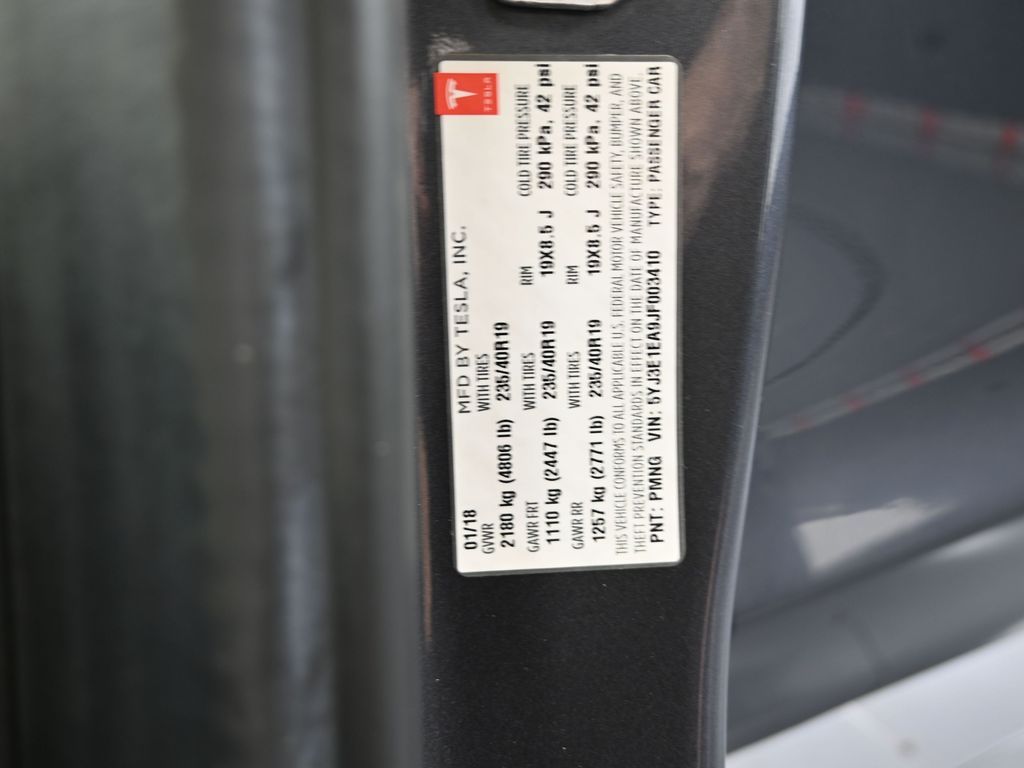 TESLA
MFD BY TESLA, INC.
01/18
GVWR WITH TIRES RIM COLD TIRE PRESSURE
2180 kg (4806 lb) 235/40R19 19X8.5 J 290 kPa, 42 psi
GAWR FRT WITH TIRES RIM COLD TIRE PRESSURE
1110 kg (2447 lb) 235/40R19 19X8.5 J 290 kPa, 42 psi
GAWR RR WITH TIRES
1257 kg (2771 lb) 235/40R19
THIS VEHICLE CONFORMS TO ALL APPLICABLE U.S. FEDERAL MOTOR VEHICLE SAFETY, BUMPER, AND
THEFT PREVENTION STANDARDS IN EFFECT ON THE DATE OF MANUFACTURE SHOWN ABOVE.
PNT: PMNG VIN: 5YJ3E1EA9JF003410 TYPE: PASSENGER CAR